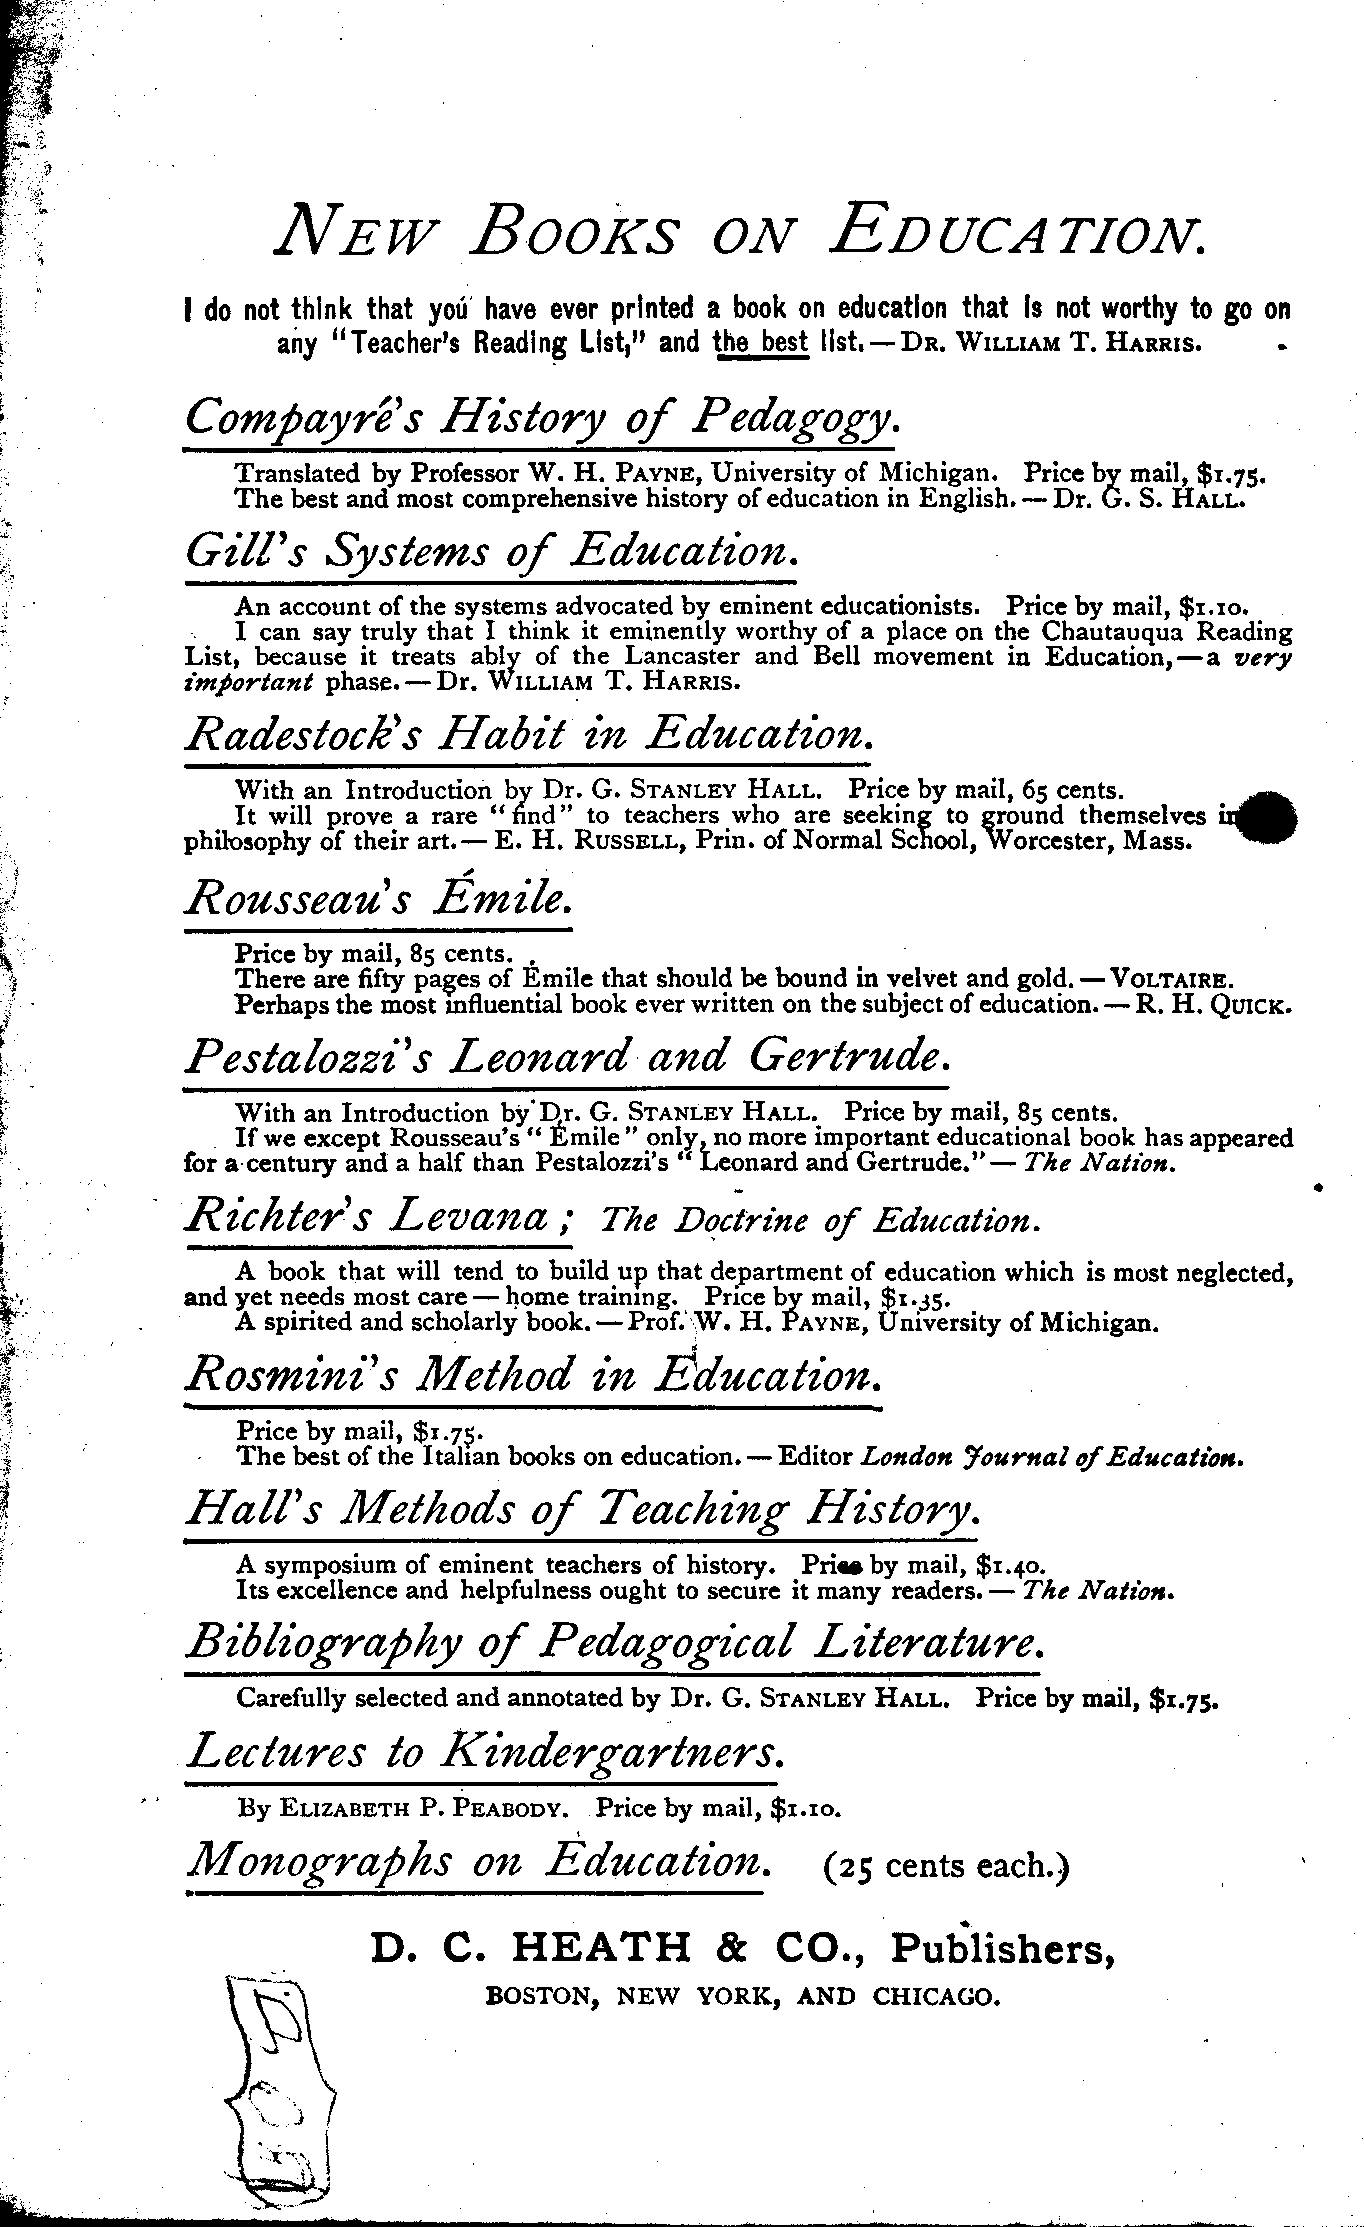 NEW BOOKS ON EDUCATION.
I do not think that you have ever printed a book on education that is not worthy to go on
any "Teacher's Reading List," and the best list.—DR. WILLIAM T. HARRIS.
Compayré's History of Pedagogy.
Translated by Professor W. H. PAYNE, University of Michigan. Price by mail, $1.75.
The best and most comprehensive history of education in English.—Dr. G. S. HALL.
Gill's Systems of Education.
An account of the systems advocated by eminent educationists. Price by mail, $1.10.
I can say truly that I think it eminently worthy of a place on the Chautauqua Reading
List, because it treats ably of the Lancaster and Bell movement in Education,—a very
important phase.—Dr. WILLIAM T. HARRIS.
Radestock's Habit in Education.
With an Introduction by Dr. G. STANLEY HALL. Price by mail, 65 cents.
It will prove a rare "find" to teachers who are seeking to ground themselves in
philosophy of their art.—E. H. RUSSELL, Prin. of Normal School, Worcester, Mass.
Rousseau's Émile.
Price by mail, 85 cents.
There are fifty pages of Émile that should be bound in velvet and gold.—VOLTAIRE.
Perhaps the most influential book ever written on the subject of education.—R. H. QUICK.
Pestalozzi's Leonard and Gertrude.
With an Introduction by Dr. G. STANLEY HALL. Price by mail, 85 cents.
If we except Rousseau's "Émile" only, no more important educational book has appeared
for a century and a half than Pestalozzi's "Leonard and Gertrude."—The Nation.
Richter's Levana; The Doctrine of Education.
A book that will tend to build up that department of education which is most neglected,
and yet needs most care—home training. Price by mail, $1.35.
A spirited and scholarly book.—Prof. W. H. PAYNE, University of Michigan.
Rosmini's Method in Education.
Price by mail, $1.75.
The best of the Italian books on education.—Editor London Journal of Education.
Hall's Methods of Teaching History.
A symposium of eminent teachers of history. Price by mail, $1.40.
Its excellence and helpfulness ought to secure it many readers.—The Nation.
Bibliography of Pedagogical Literature.
Carefully selected and annotated by Dr. G. STANLEY HALL. Price by mail, $1.75.
Lectures to Kindergartners.
By ELIZABETH P. PEABODY. Price by mail, $1.10.
Monographs on Education. (25 cents each.)
D. C. HEATH & CO., Publishers,
BOSTON, NEW YORK, AND CHICAGO.